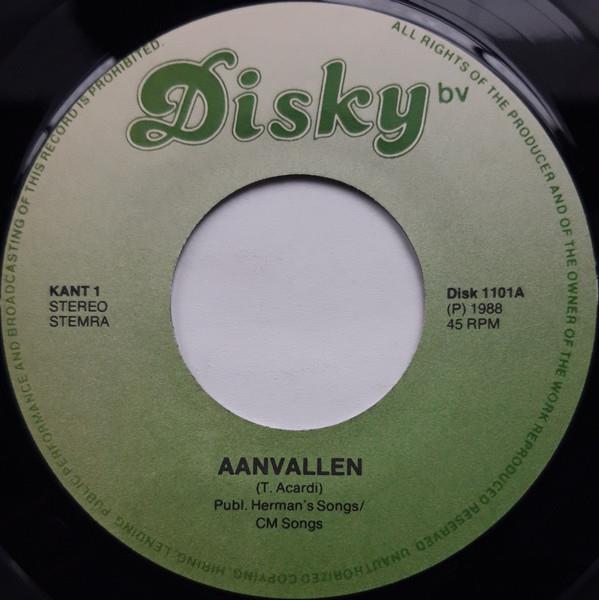 Disky bv
KANT 1
STEREO
STEMRA
Disk 1101A
(P) 1988
45 RPM
AANVALLEN
(T. Acardi)
Publ. Herman's Songs/
CM Songs
ALL RIGHTS OF THE PRODUCER AND OF THE OWNER OF THE WORK REPRODUCED RESERVED. UNAUTHORIZED COPYING, HIRING, LENDING, PUBLIC PERFORMANCE AND BROADCASTING OF THIS RECORD IS PROHIBITED.